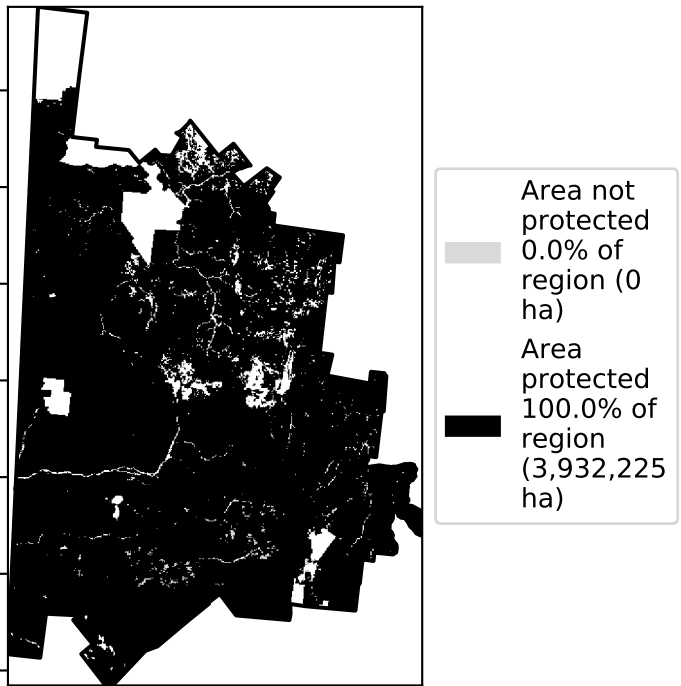 Area not
protected
0.0% of
region (0
ha)
Area
protected
100.0% of
region
(3,932,225
ha)